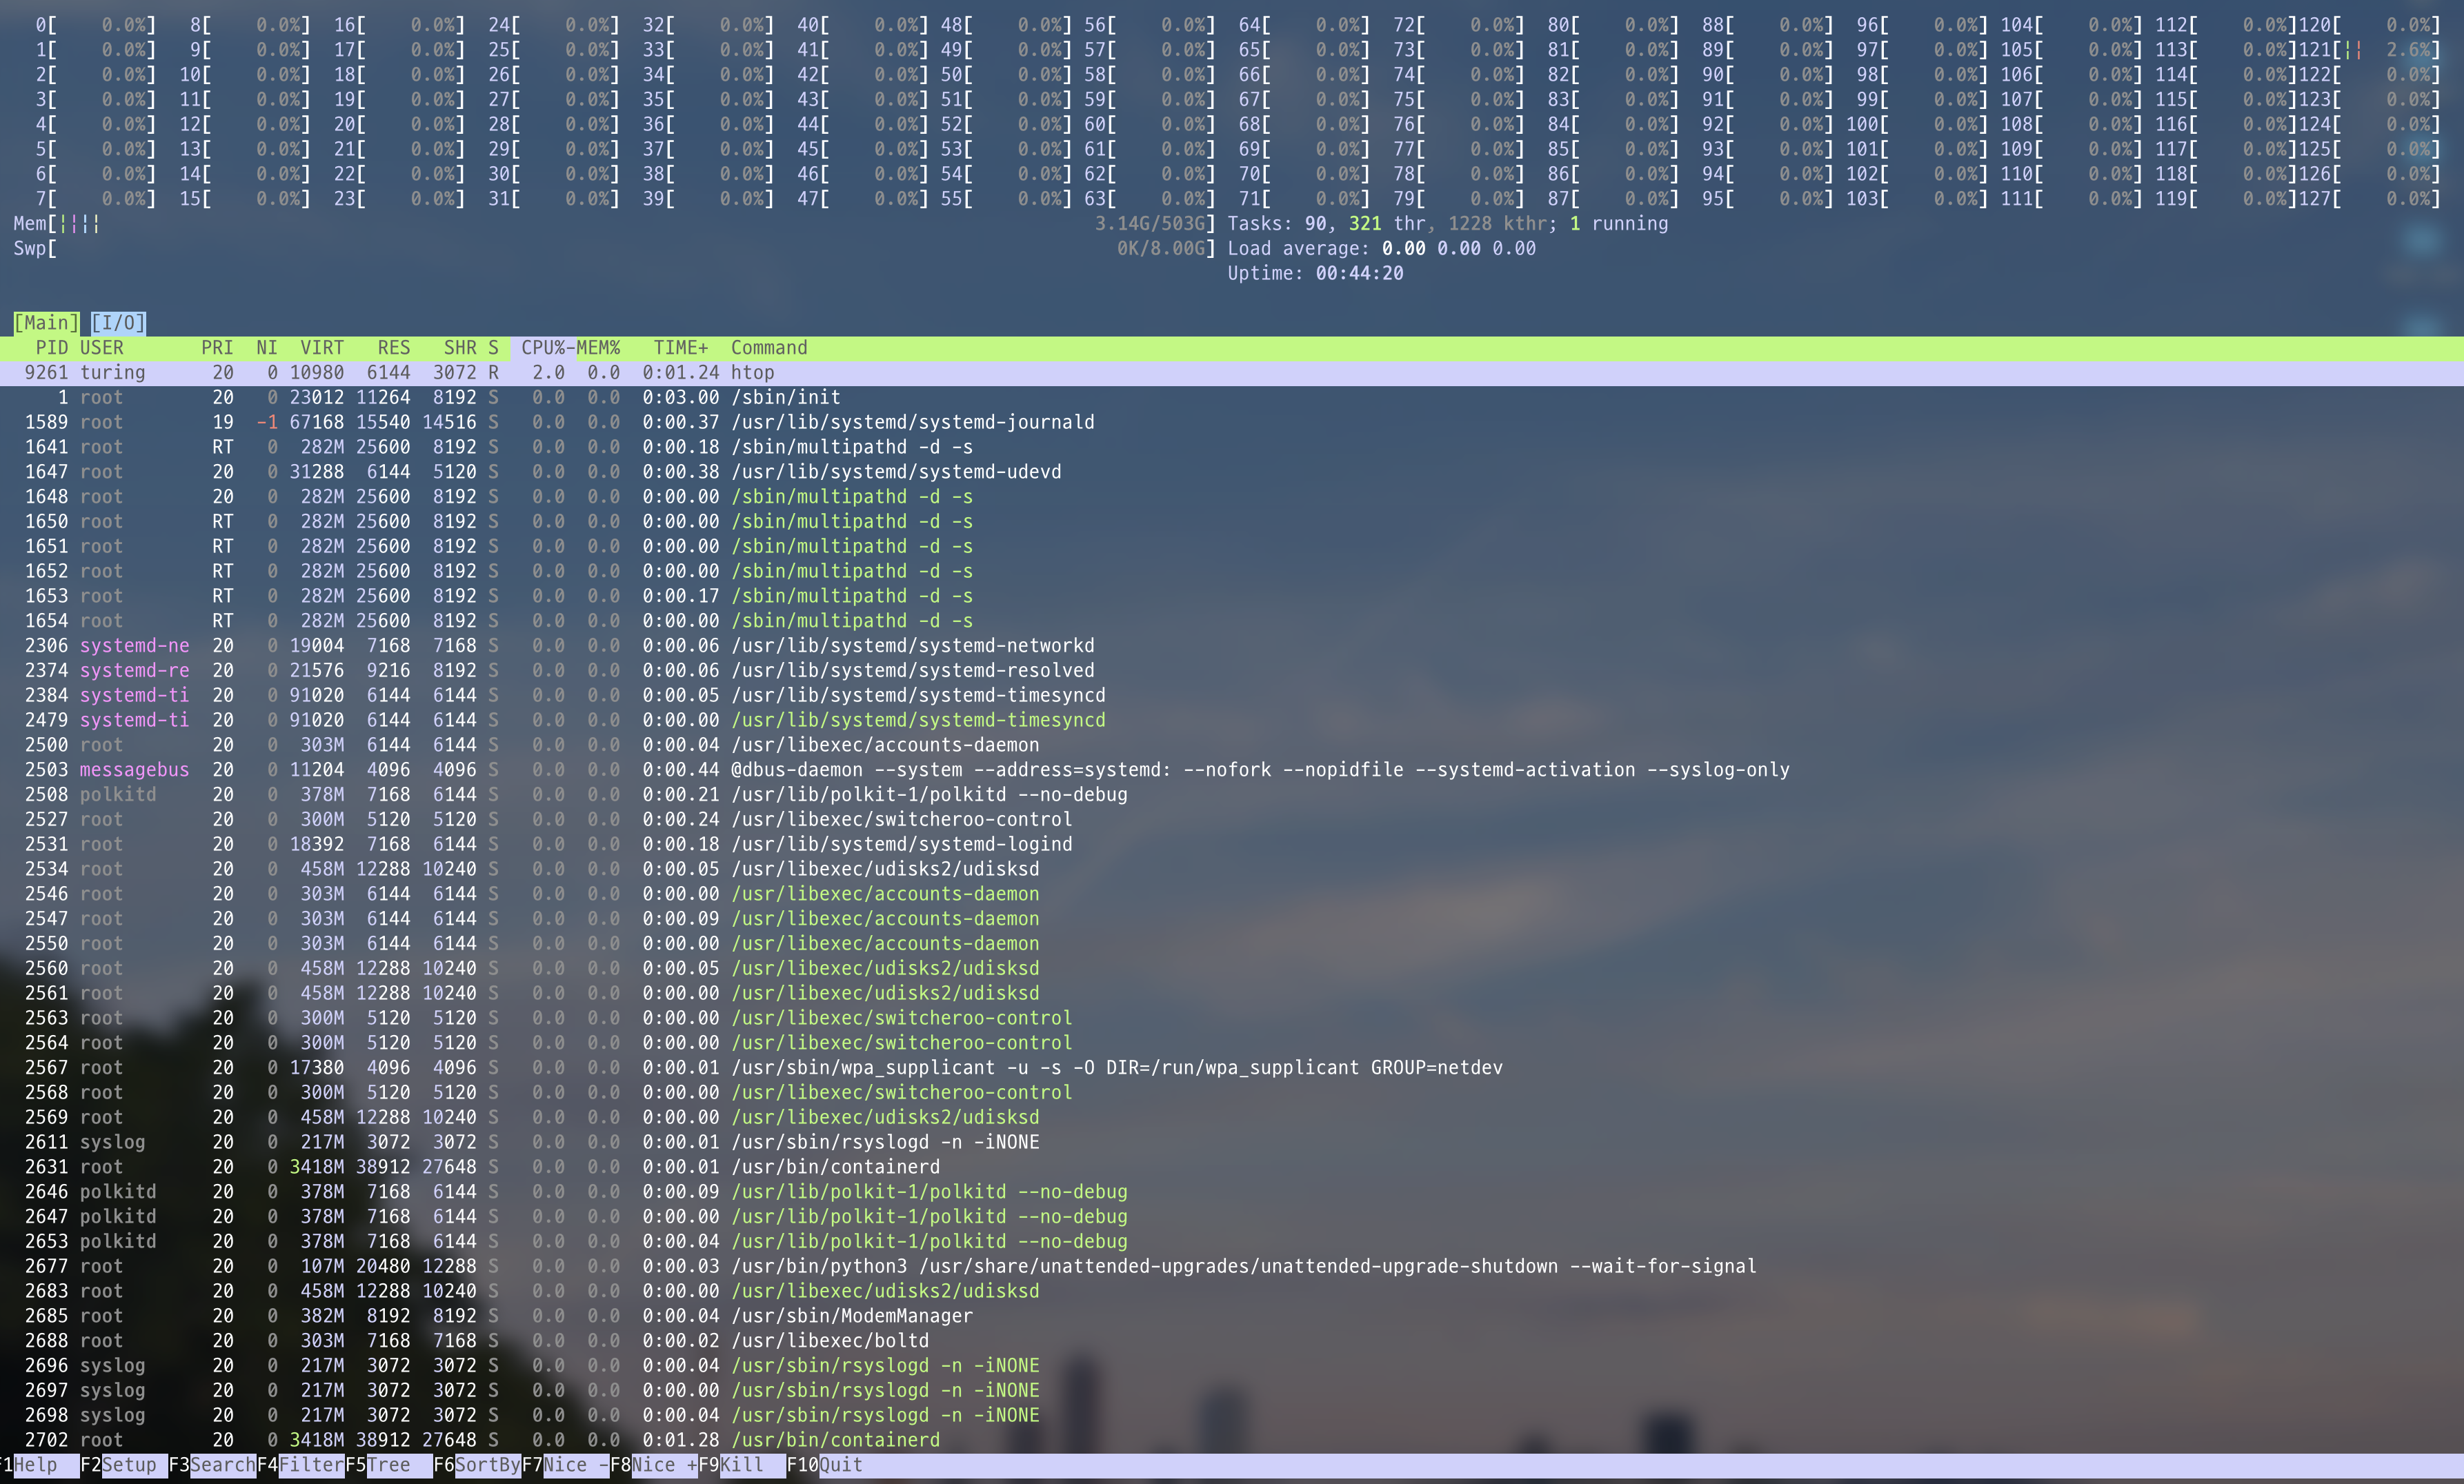 0[ 0.0%] 8[ 0.0%] 16[ 0.0%] 24[ 0.0%] 32[ 0.0%] 40[ 0.0%] 48[ 0.0%] 56[ 0.0%] 64[ 0.0%] 72[ 0.0%] 80[ 0.0%] 88[ 0.0%] 96[ 0.0%] 104[ 0.0%] 112[ 0.0%]120[ 0.0%]
1[ 0.0%] 9[ 0.0%] 17[ 0.0%] 25[ 0.0%] 33[ 0.0%] 41[ 0.0%] 49[ 0.0%] 57[ 0.0%] 65[ 0.0%] 73[ 0.0%] 81[ 0.0%] 89[ 0.0%] 97[ 0.0%] 105[ 0.0%] 113[ 0.0%]121[|| 2.6%]
2[ 0.0%] 10[ 0.0%] 18[ 0.0%] 26[ 0.0%] 34[ 0.0%] 42[ 0.0%] 50[ 0.0%] 58[ 0.0%] 66[ 0.0%] 74[ 0.0%] 82[ 0.0%] 90[ 0.0%] 98[ 0.0%] 106[ 0.0%] 114[ 0.0%]122[ 0.0%]
3[ 0.0%] 11[ 0.0%] 19[ 0.0%] 27[ 0.0%] 35[ 0.0%] 43[ 0.0%] 51[ 0.0%] 59[ 0.0%] 67[ 0.0%] 75[ 0.0%] 83[ 0.0%] 91[ 0.0%] 99[ 0.0%] 107[ 0.0%] 115[ 0.0%]123[ 0.0%]
4[ 0.0%] 12[ 0.0%] 20[ 0.0%] 28[ 0.0%] 36[ 0.0%] 44[ 0.0%] 52[ 0.0%] 60[ 0.0%] 68[ 0.0%] 76[ 0.0%] 84[ 0.0%] 92[ 0.0%] 100[ 0.0%] 108[ 0.0%] 116[ 0.0%]124[ 0.0%]
5[ 0.0%] 13[ 0.0%] 21[ 0.0%] 29[ 0.0%] 37[ 0.0%] 45[ 0.0%] 53[ 0.0%] 61[ 0.0%] 69[ 0.0%] 77[ 0.0%] 85[ 0.0%] 93[ 0.0%] 101[ 0.0%] 109[ 0.0%] 117[ 0.0%]125[ 0.0%]
6[ 0.0%] 14[ 0.0%] 22[ 0.0%] 30[ 0.0%] 38[ 0.0%] 46[ 0.0%] 54[ 0.0%] 62[ 0.0%] 70[ 0.0%] 78[ 0.0%] 86[ 0.0%] 94[ 0.0%] 102[ 0.0%] 110[ 0.0%] 118[ 0.0%]126[ 0.0%]
7[ 0.0%] 15[ 0.0%] 23[ 0.0%] 31[ 0.0%] 39[ 0.0%] 47[ 0.0%] 55[ 0.0%] 63[ 0.0%] 71[ 0.0%] 79[ 0.0%] 87[ 0.0%] 95[ 0.0%] 103[ 0.0%] 111[ 0.0%] 119[ 0.0%]127[ 0.0%]
Mem[|||| 3.14G/503G] Tasks: 90, 321 thr, 1228 kthr; 1 running
Swp[ 0K/8.00G] Load average: 0.00 0.00 0.00
Uptime: 00:44:20
[Main] [I/O]
PID USER PRI NI VIRT RES SHR S CPU%-MEM% TIME+ Command
9261 turing 20 0 10980 6144 3072 R 2.0 0.0 0:01.24 htop
1 root 20 0 23012 11264 8192 S 0.0 0.0 0:03.00 /sbin/init
1589 root 19 -1 67168 15540 14516 S 0.0 0.0 0:00.37 /usr/lib/systemd/systemd-journald
1641 root RT 0 282M 25600 8192 S 0.0 0.0 0:00.18 /sbin/multipathd -d -s
1647 root 20 0 31288 6144 5120 S 0.0 0.0 0:00.38 /usr/lib/systemd/systemd-udevd
1648 root 20 0 282M 25600 8192 S 0.0 0.0 0:00.00 /sbin/multipathd -d -s
1650 root RT 0 282M 25600 8192 S 0.0 0.0 0:00.00 /sbin/multipathd -d -s
1651 root RT 0 282M 25600 8192 S 0.0 0.0 0:00.00 /sbin/multipathd -d -s
1652 root RT 0 282M 25600 8192 S 0.0 0.0 0:00.00 /sbin/multipathd -d -s
1653 root RT 0 282M 25600 8192 S 0.0 0.0 0:00.17 /sbin/multipathd -d -s
1654 root RT 0 282M 25600 8192 S 0.0 0.0 0:00.00 /sbin/multipathd -d -s
2306 systemd-ne 20 0 19004 7168 7168 S 0.0 0.0 0:00.06 /usr/lib/systemd/systemd-networkd
2374 systemd-re 20 0 21576 9216 8192 S 0.0 0.0 0:00.06 /usr/lib/systemd/systemd-resolved
2384 systemd-ti 20 0 91020 6144 6144 S 0.0 0.0 0:00.05 /usr/lib/systemd/systemd-timesyncd
2479 systemd-ti 20 0 91020 6144 6144 S 0.0 0.0 0:00.00 /usr/lib/systemd/systemd-timesyncd
2500 root 20 0 303M 6144 6144 S 0.0 0.0 0:00.04 /usr/libexec/accounts-daemon
2503 messagebus 20 0 11204 4096 4096 S 0.0 0.0 0:00.44 @dbus-daemon --system --address=systemd: --nofork --nopidfile --systemd-activation --syslog-only
2508 polkitd 20 0 378M 7168 6144 S 0.0 0.0 0:00.21 /usr/lib/polkit-1/polkitd --no-debug
2527 root 20 0 300M 5120 5120 S 0.0 0.0 0:00.24 /usr/libexec/switcheroo-control
2531 root 20 0 18392 7168 6144 S 0.0 0.0 0:00.18 /usr/lib/systemd/systemd-logind
2534 root 20 0 458M 12288 10240 S 0.0 0.0 0:00.05 /usr/libexec/udisks2/udisksd
2546 root 20 0 303M 6144 6144 S 0.0 0.0 0:00.00 /usr/libexec/accounts-daemon
2547 root 20 0 303M 6144 6144 S 0.0 0.0 0:00.09 /usr/libexec/accounts-daemon
2550 root 20 0 303M 6144 6144 S 0.0 0.0 0:00.00 /usr/libexec/accounts-daemon
2560 root 20 0 458M 12288 10240 S 0.0 0.0 0:00.05 /usr/libexec/udisks2/udisksd
2561 root 20 0 458M 12288 10240 S 0.0 0.0 0:00.00 /usr/libexec/udisks2/udisksd
2563 root 20 0 300M 5120 5120 S 0.0 0.0 0:00.00 /usr/libexec/switcheroo-control
2564 root 20 0 300M 5120 5120 S 0.0 0.0 0:00.00 /usr/libexec/switcheroo-control
2567 root 20 0 17380 4096 4096 S 0.0 0.0 0:00.01 /usr/sbin/wpa_supplicant -u -s -O DIR=/run/wpa_supplicant GROUP=netdev
2568 root 20 0 300M 5120 5120 S 0.0 0.0 0:00.00 /usr/libexec/switcheroo-control
2569 root 20 0 458M 12288 10240 S 0.0 0.0 0:00.00 /usr/libexec/udisks2/udisksd
2611 syslog 20 0 217M 3072 3072 S 0.0 0.0 0:00.01 /usr/sbin/rsyslogd -n -iNONE
2631 root 20 0 3418M 38912 27648 S 0.0 0.0 0:00.01 /usr/bin/containerd
2646 polkitd 20 0 378M 7168 6144 S 0.0 0.0 0:00.09 /usr/lib/polkit-1/polkitd --no-debug
2647 polkitd 20 0 378M 7168 6144 S 0.0 0.0 0:00.00 /usr/lib/polkit-1/polkitd --no-debug
2653 polkitd 20 0 378M 7168 6144 S 0.0 0.0 0:00.04 /usr/lib/polkit-1/polkitd --no-debug
2677 root 20 0 107M 20480 12288 S 0.0 0.0 0:00.03 /usr/bin/python3 /usr/share/unattended-upgrades/unattended-upgrade-shutdown --wait-for-signal
2683 root 20 0 458M 12288 10240 S 0.0 0.0 0:00.00 /usr/libexec/udisks2/udisksd
2685 root 20 0 382M 8192 8192 S 0.0 0.0 0:00.04 /usr/sbin/ModemManager
2688 root 20 0 303M 7168 7168 S 0.0 0.0 0:00.02 /usr/libexec/boltd
2696 syslog 20 0 217M 3072 3072 S 0.0 0.0 0:00.04 /usr/sbin/rsyslogd -n -iNONE
2697 syslog 20 0 217M 3072 3072 S 0.0 0.0 0:00.00 /usr/sbin/rsyslogd -n -iNONE
2698 syslog 20 0 217M 3072 3072 S 0.0 0.0 0:00.04 /usr/sbin/rsyslogd -n -iNONE
2702 root 20 0 3418M 38912 27648 S 0.0 0.0 0:01.28 /usr/bin/containerd
F1Help F2Setup F3SearchF4FilterF5Tree F6SortByF7Nice -F8Nice +F9Kill F10Quit